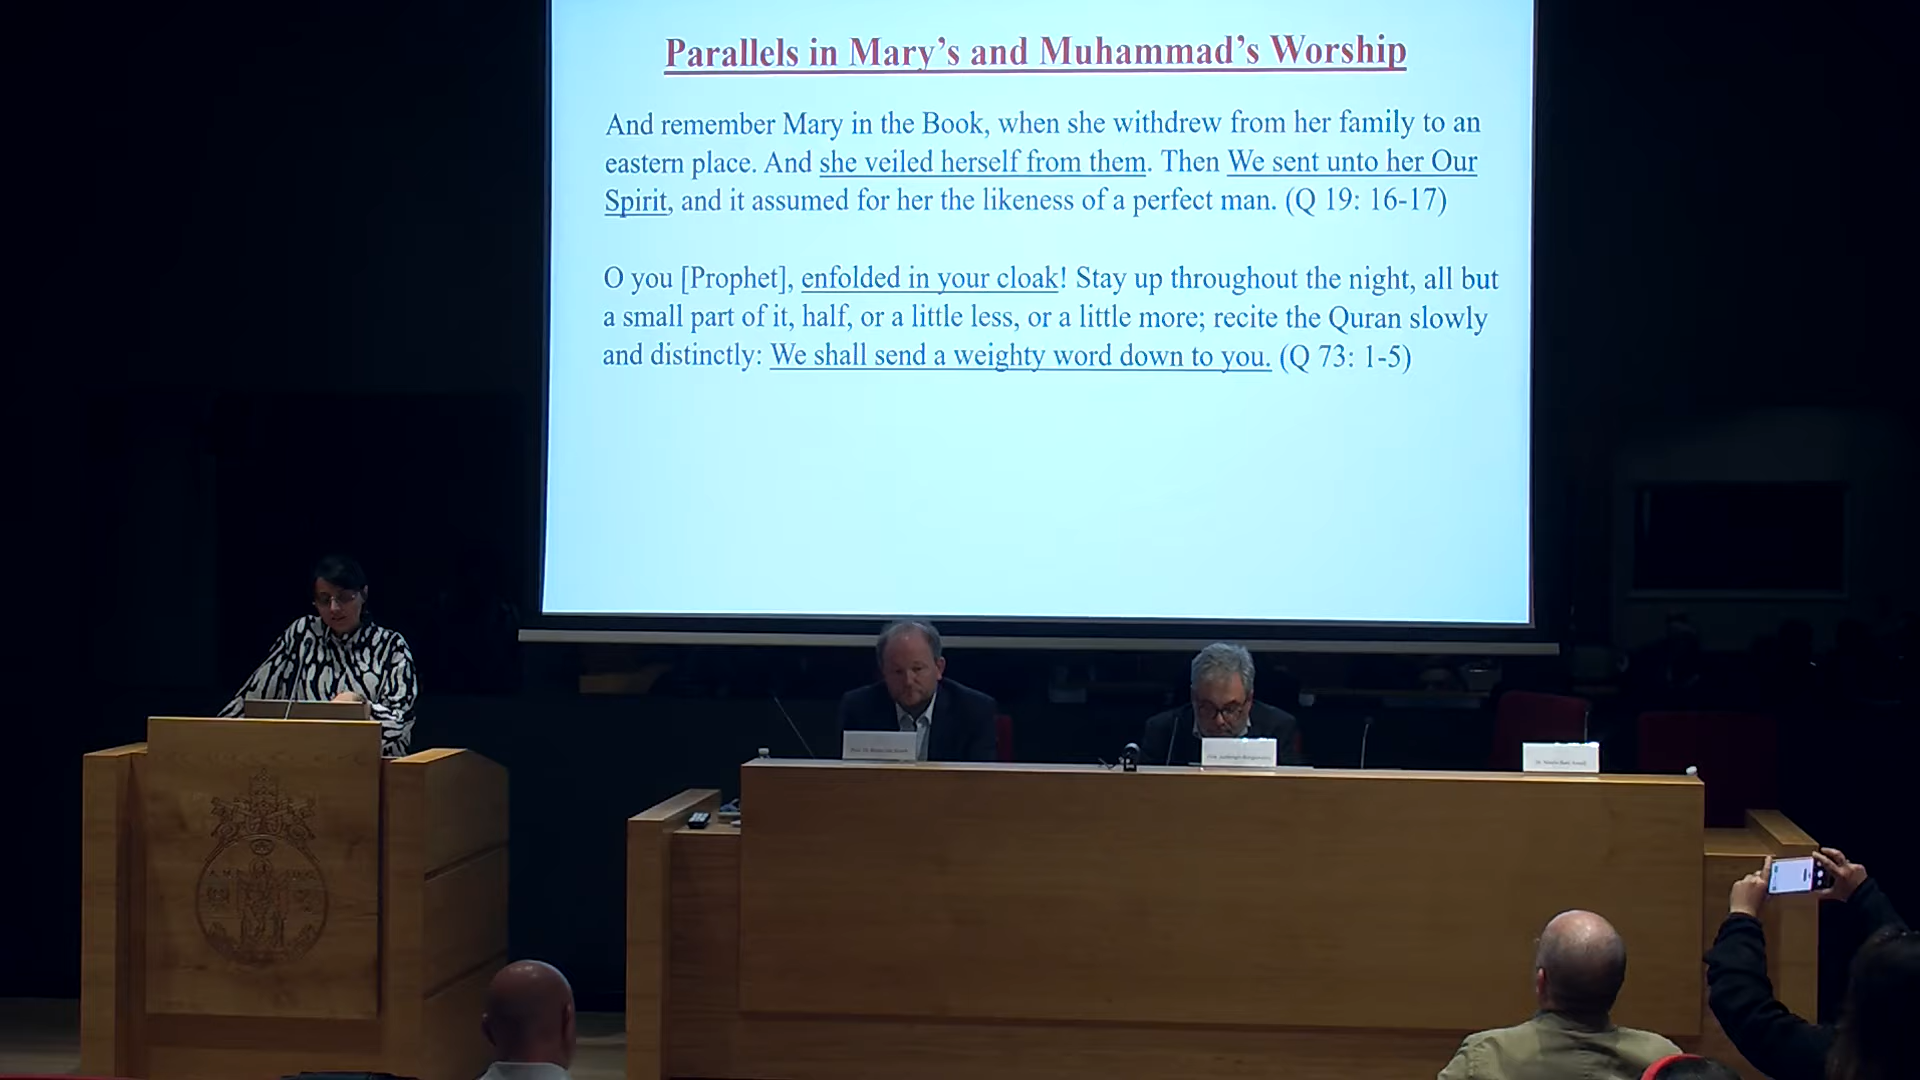 Parallels in Mary’s and Muhammad’s Worship
And remember Mary in the Book, when she withdrew from her family to an
eastern place. And she veiled herself from them. Then We sent unto her Our
Spirit, and it assumed for her the likeness of a perfect man. (Q 19: 16-17)
O you [Prophet], enfolded in your cloak! Stay up throughout the night, all but
a small part of it, half, or a little less, or a little more; recite the Quran slowly
and distinctly: We shall send a weighty word down to you. (Q 73: 1-5)